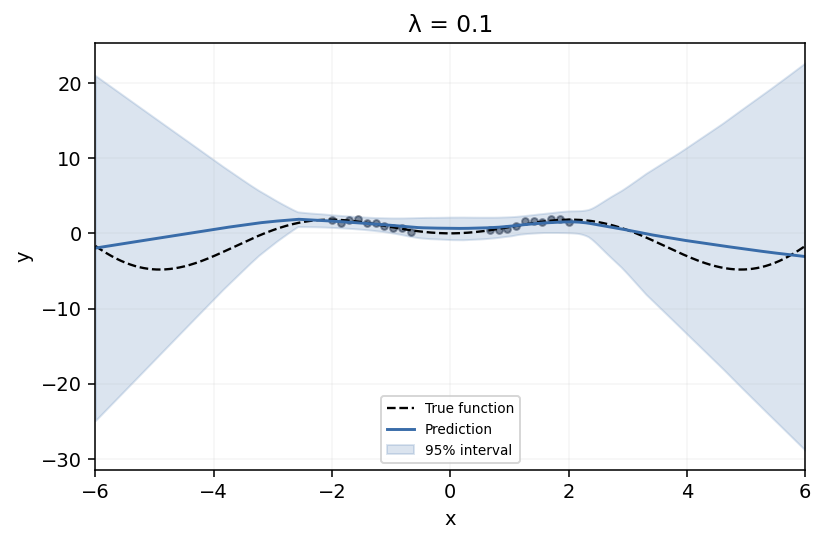 λ = 0.1
20
10
0
−10
−20
−30
y
−6
−4
−2
0
2
4
6
x
True function
Prediction
95% interval